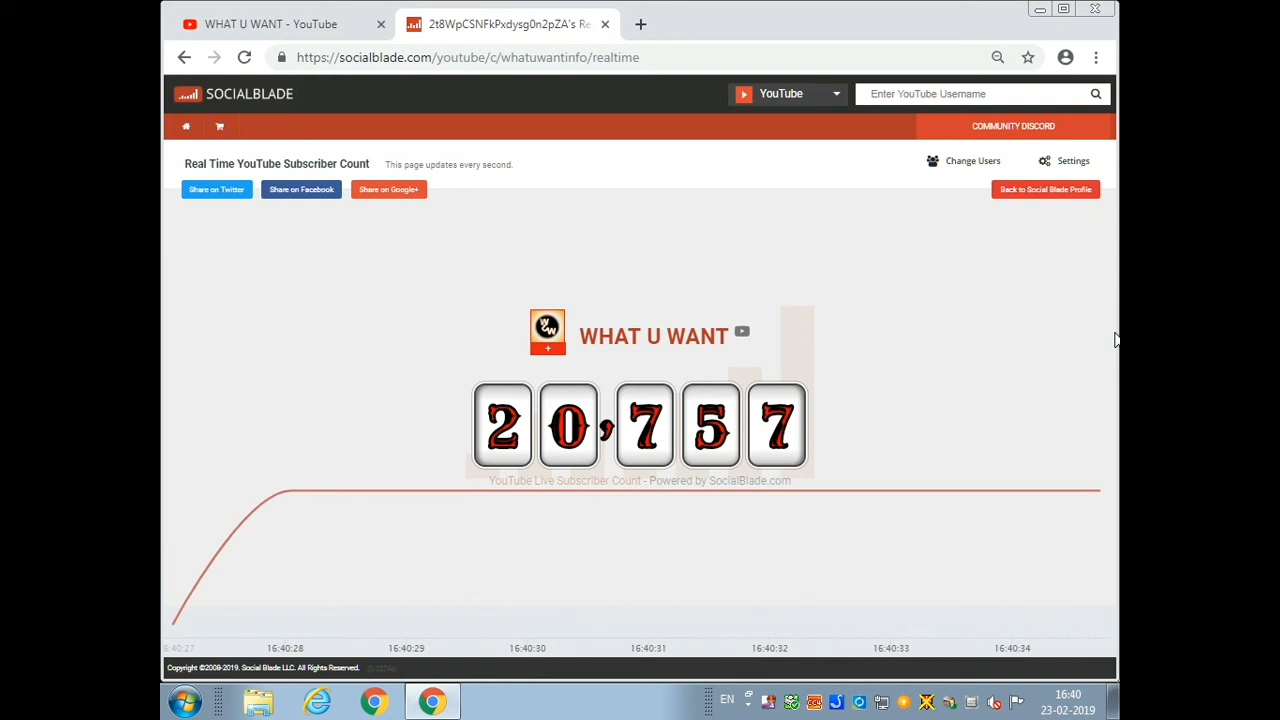 WHAT U WANT - YouTube
2t8WpCSNFkPxdysg0n2pZA's Re
https://socialblade.com/youtube/c/whatuwantinfo/realtime
SOCIALBLADE
YouTube
Enter YouTube Username
COMMUNITY DISCORD
Real Time YouTube Subscriber Count
This page updates every second.
Change Users
Settings
Share on Twitter
Share on Facebook
Share on Google+
Back to Social Blade Profile
WHAT U WANT
20,757
YouTube Live Subscriber Count - Powered by SocialBlade.com
6:40:27 16:40:28 16:40:29 16:40:30 16:40:31 16:40:32 16:40:33 16:40:34
Copyright ©2008-2019. Social Blade LLC. All Rights Reserved.
EN
16:40
23-02-2019